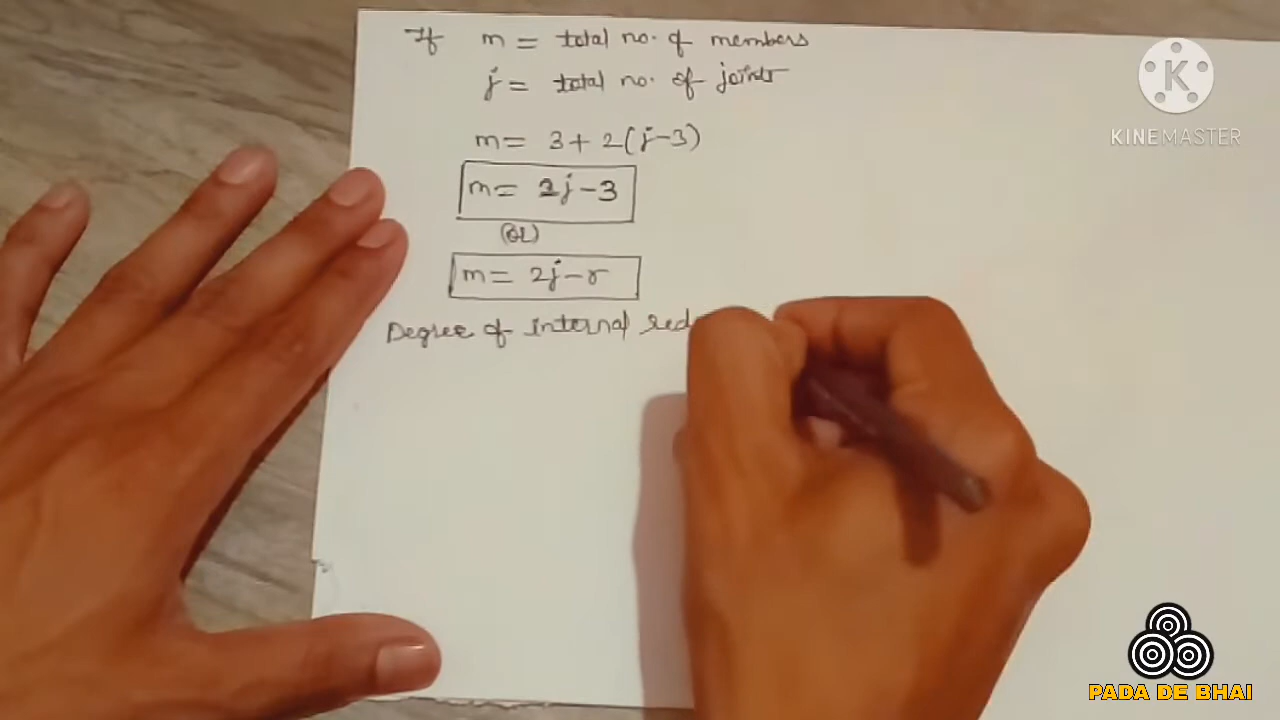 If m = total no. of members
j = total no. of joints
m = 3 + 2(j-3)
m = 2j - 3
(OR)
m = 2j - r
Degree of internal red
KINEMASTER
PADA DE BHAI